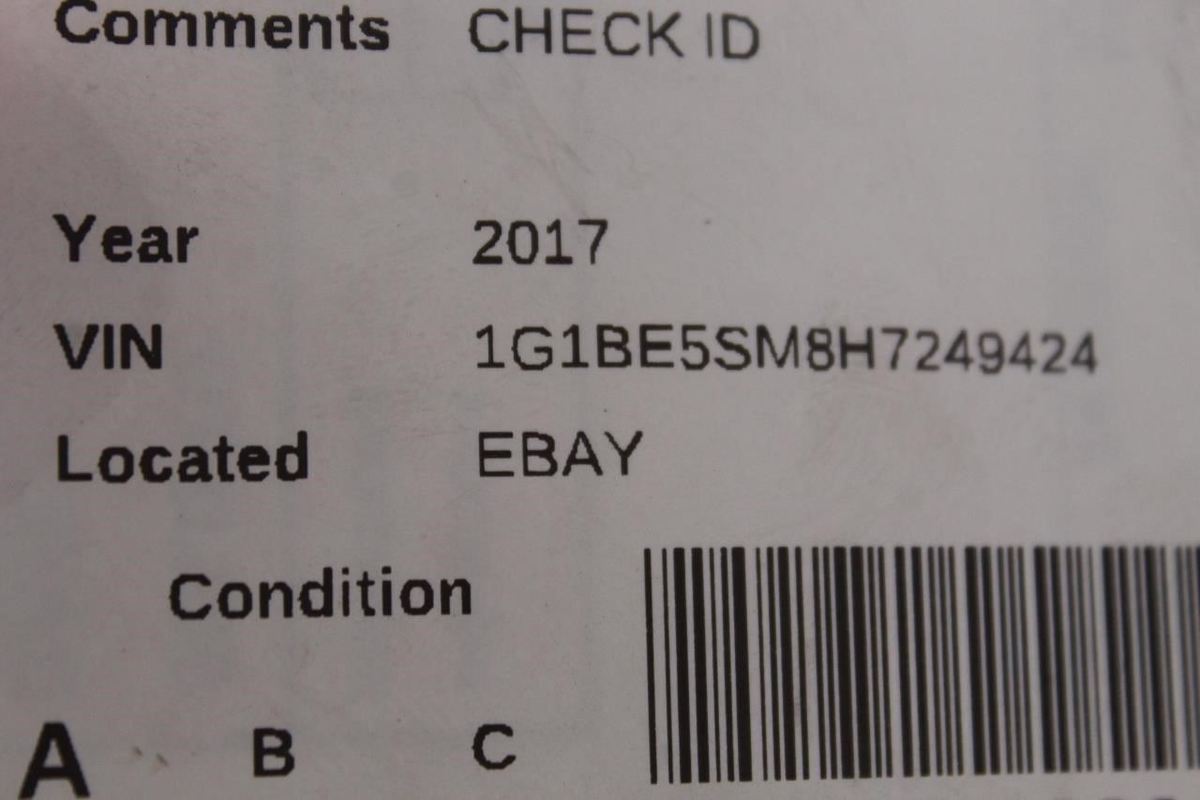 Comments CHECK ID
Year 2017
VIN 1G1BE5SM8H7249424
Located EBAY
Condition
A B C